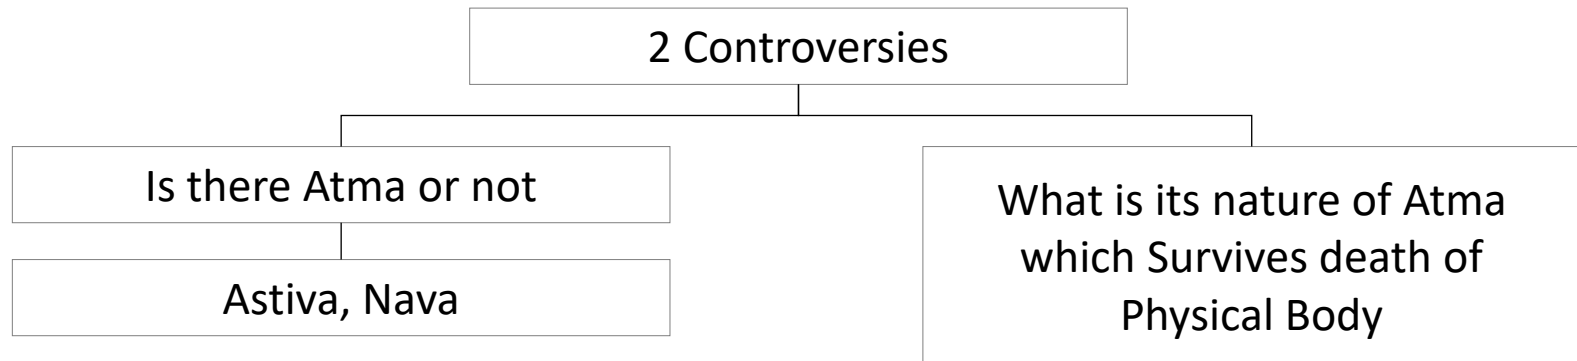 2 Controversies
Is there Atma or not
Astiva, Nava
What is its nature of Atma
which Survives death of
Physical Body